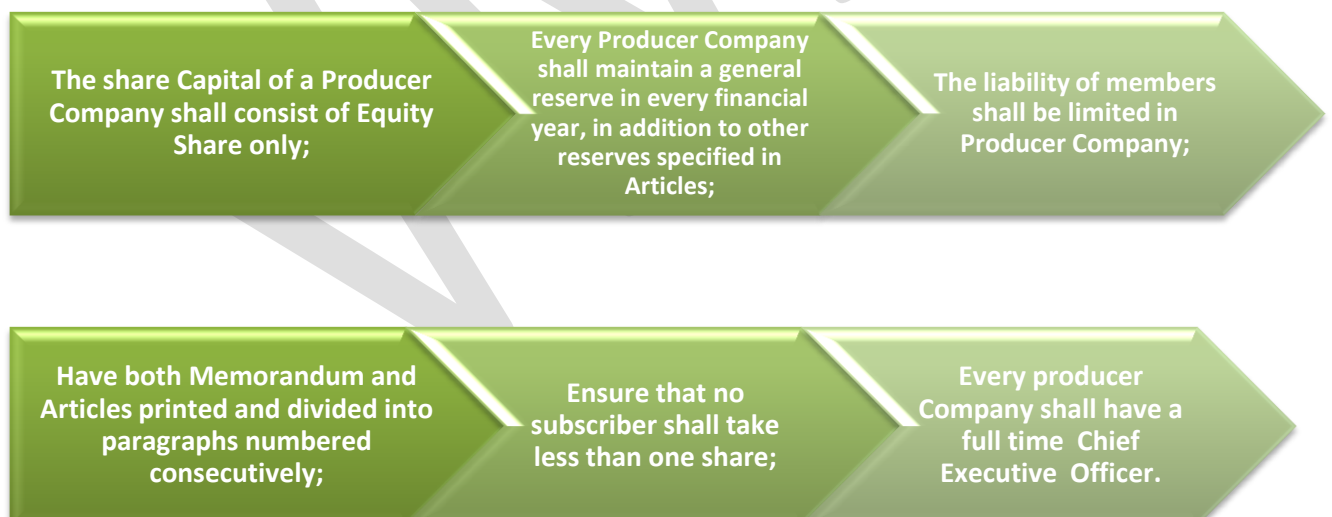 The share Capital of a Producer
Company shall consist of Equity
Share only;
Every Producer Company
shall maintain a general
reserve in every financial
year, in addition to other
reserves specified in
Articles;
The liability of members
shall be limited in
Producer Company;
Have both Memorandum and
Articles printed and divided into
paragraphs numbered
consecutively;
Ensure that no
subscriber shall take
less than one share;
Every producer
Company shall have a
full time Chief
Executive Officer.